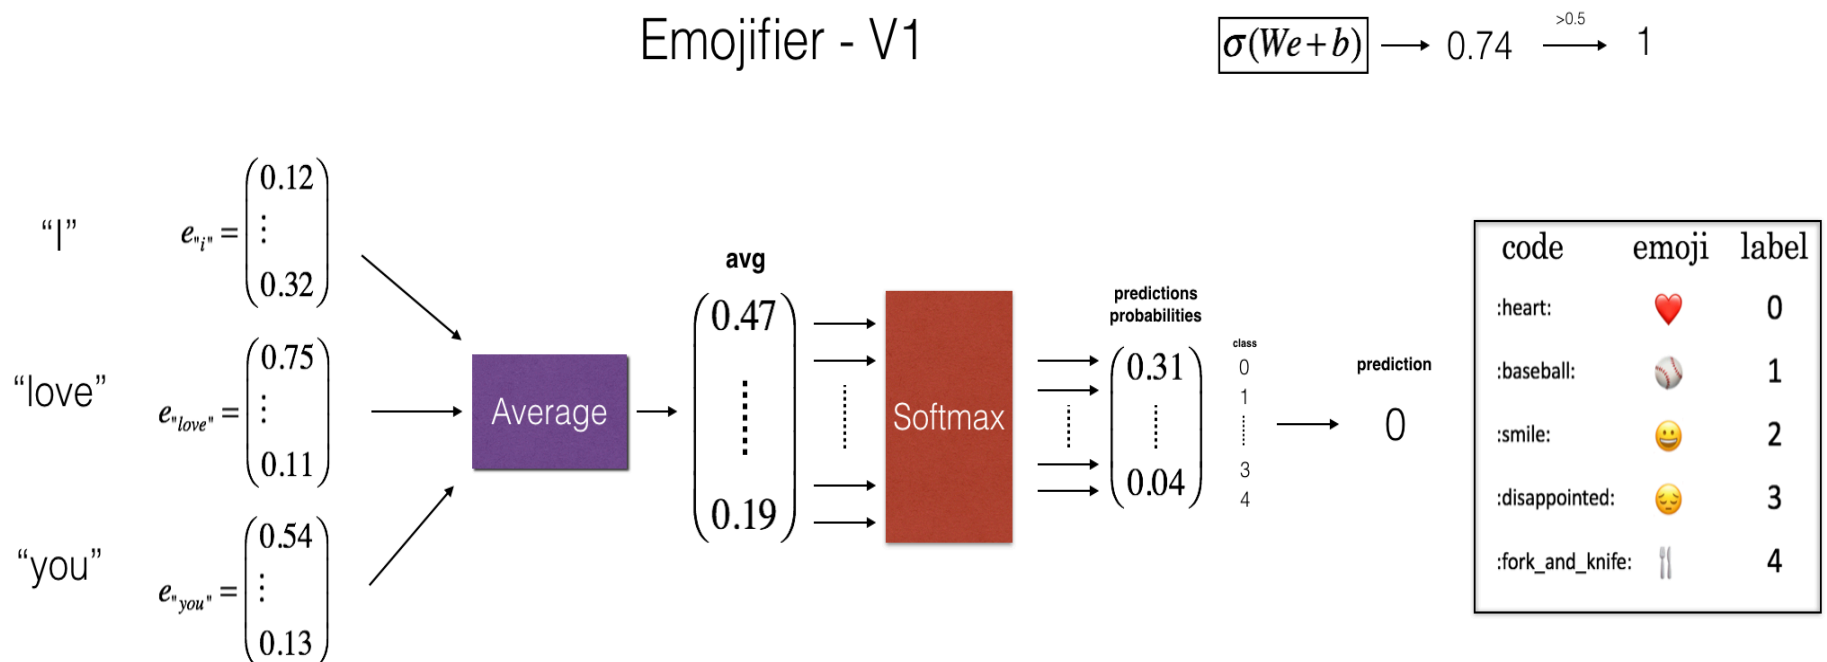 Emojifier - V1
σ(We+b) 0.74 >0.5 1
“I”
e"i" = 0.12 ⋮ 0.32
“love”
e"love" = 0.75 ⋮ 0.11
“you”
e"you" = 0.54 ⋮ 0.13
Average
avg
0.47
0.19
Softmax
predictions
probabilities
0.31
0.04
class
0
1
3
4
prediction
0
code emoji label
:heart: ❤️ 0
:baseball: ⚾ 1
:smile: 😀 2
:disappointed: 😔 3
:fork_and_knife: 🍴 4